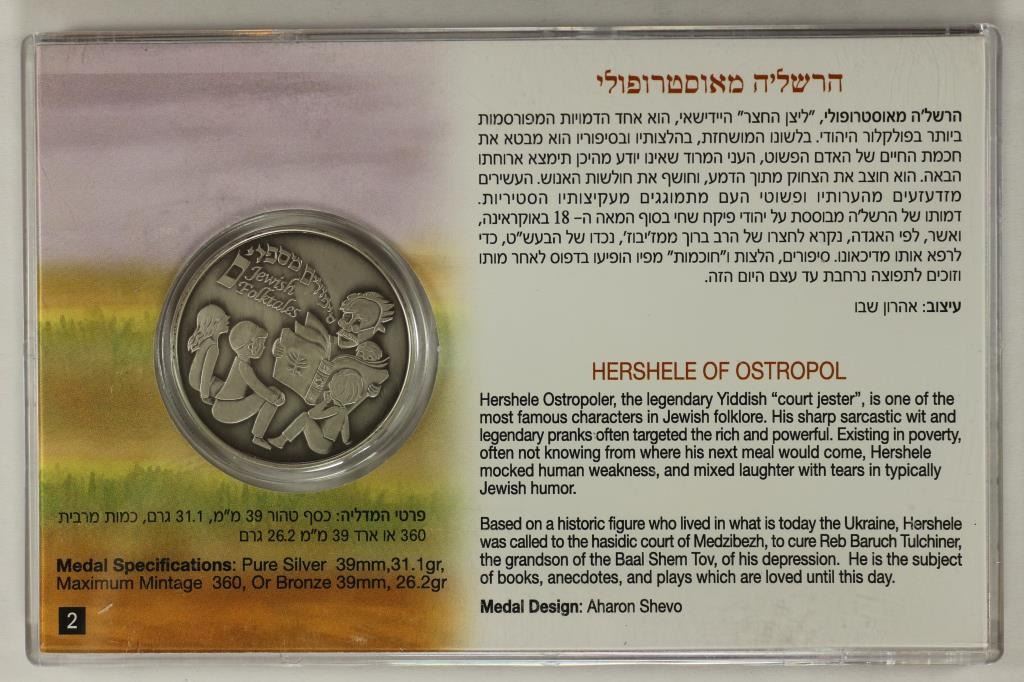 הרשליה מאוסטרופולי
הרשל'ה מאוסטרופולי, "ליצן החצר" היידישאי, הוא אחד הדמויות המפורסמות
ביותר בפולקלור היהודי. בלשונו המושחזת, בהלצותיו ובסיפוריו הוא מבטא את
חכמת החיים של האדם הפשוט, העני המרוד שאינו יודע מהיכן תימצא ארוחתו
הבאה. הוא חוצב את הצחוק מתוך הדמע, וחושף את חולשות האנוש. העשירים
מזדעזעים מהערותיו ופשוטי העם מתמוגגים מעקיצותיו הסטיריות.
דמותו של הרשל'ה מבוססת על יהודי פיקח שחי בסוף המאה ה- 18 באוקראינה,
ואשר, לפי האגדה, נקרא לחצרו של הרב ברוך ממז'יבוז', נכדו של הבעש"ט, כדי
לרפא אותו מדיכאונו. סיפורים, הלצות ו"חוכמות" מפיו הופיעו בדפוס לאחר מותו
וזוכים לתפוצה נרחבת עד עצם היום הזה.
עיצוב: אהרון שבו
HERSHELE OF OSTROPOL
Hershele Ostropoler, the legendary Yiddish “court jester”, is one of the
most famous characters in Jewish folklore. His sharp sarcastic wit and
legendary pranks often targeted the rich and powerful. Existing in poverty,
often not knowing from where his next meal would come, Hershele
mocked human weakness, and mixed laughter with tears in typically
Jewish humor.
Based on a historic figure who lived in what is today the Ukraine, Hershele
was called to the hasidic court of Medzibezh, to cure Reb Baruch Tulchiner,
the grandson of the Baal Shem Tov, of his depression.  He is the subject
of books, anecdotes, and plays which are loved until this day.
Medal Design: Aharon Shevo
Jewish
Folktales
פרטי המדליה: כסף טהור 39 מ"מ, 31.1 גרם, כמות מרבית
360 או ארד 39 מ"מ 26.2 גרם
Medal Specifications: Pure Silver  39mm,31.1gr,
Maximum Mintage  360, Or Bronze 39mm, 26.2gr
2